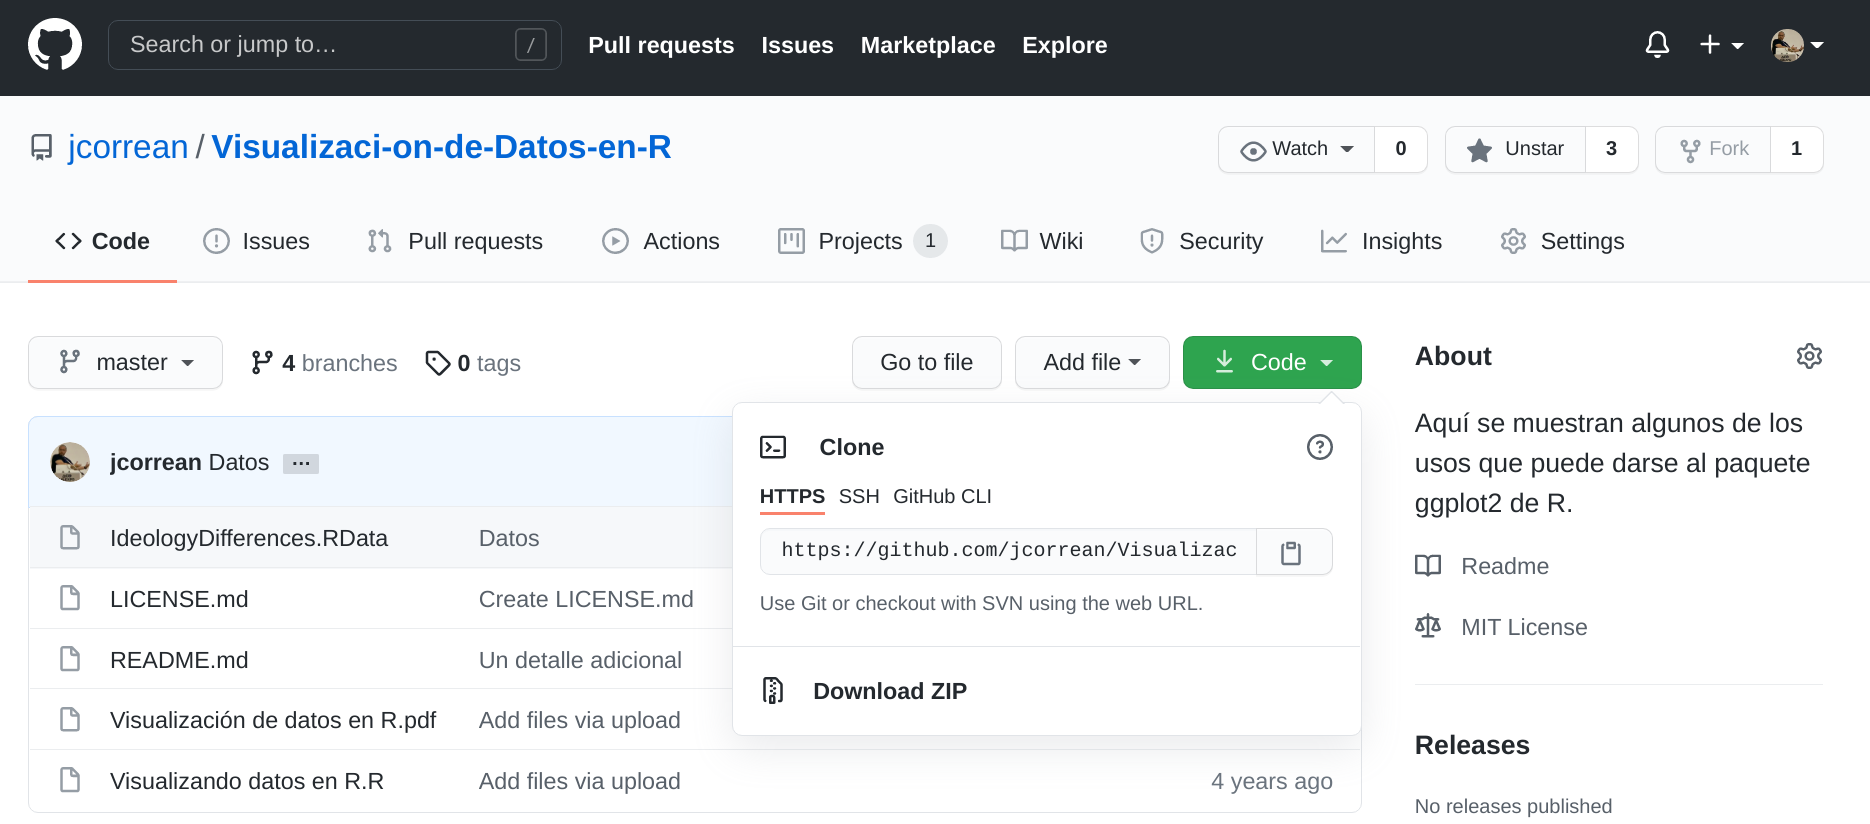 Search or jump to… /
Pull requests Issues Marketplace Explore
jcorrean / Visualizaci-on-de-Datos-en-R
Watch 0 Unstar 3 Fork 1
Code Issues Pull requests Actions Projects 1 Wiki Security Insights Settings
master 4 branches 0 tags Go to file Add file Code
jcorrean Datos ...
IdeologyDifferences.RData Datos
LICENSE.md Create LICENSE.md
README.md Un detalle adicional
Visualización de datos en R.pdf Add files via upload
Visualizando datos en R.R Add files via upload 4 years ago
Clone
HTTPS SSH GitHub CLI
https://github.com/jcorrean/Visualizac
Use Git or checkout with SVN using the web URL.
Download ZIP
About
Aquí se muestran algunos de los
usos que puede darse al paquete
ggplot2 de R.
Readme
MIT License
Releases
No releases published